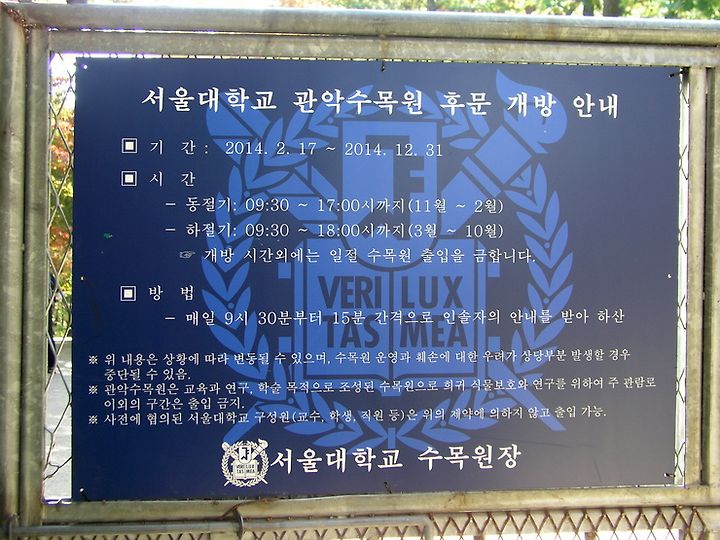 서울대학교 관악수목원 후문 개방 안내
▣ 기 간 : 2014. 2. 17 ~ 2014. 12. 31
▣ 시 간
- 동절기: 09:30 ~ 17:00시까지(11월 ~ 2월)
- 하절기: 09:30 ~ 18:00시까지(3월 ~ 10월)
☞ 개방 시간외에는 일절 수목원 출입을 금합니다.
▣ 방 법
- 매일 9시 30분부터 15분 간격으로 인솔자의 안내를 받아 하산
VERI LUX
TAS MEA
※ 위 내용은 상황에 따라 변동될 수 있으며, 수목원 운영과 훼손에 대한 우려가 상당부분 발생할 경우
중단될 수 있음.
※ 관악수목원은 교육과 연구, 학술 목적으로 조성된 수목원으로 희귀 식물보호와 연구를 위하여 주 관람로
이외의 구간은 출입 금지.
※ 사전에 협의된 서울대학교 구성원(교수, 학생, 직원 등)은 위의 제약에 의하지 않고 출입 가능.
VERI LUX
TAS MEA
서울대학교 수목원장